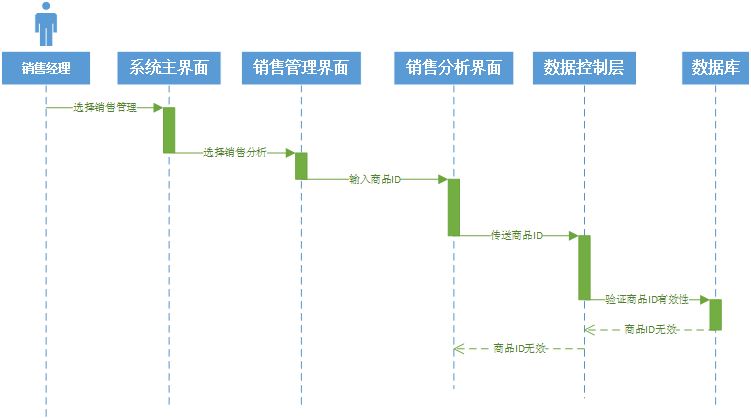 销售经理
系统主界面
销售管理界面
销售分析界面
数据控制层
数据库
选择销售管理
选择销售分析
输入商品ID
传送商品ID
验证商品ID有效性
商品ID无效
商品ID无效